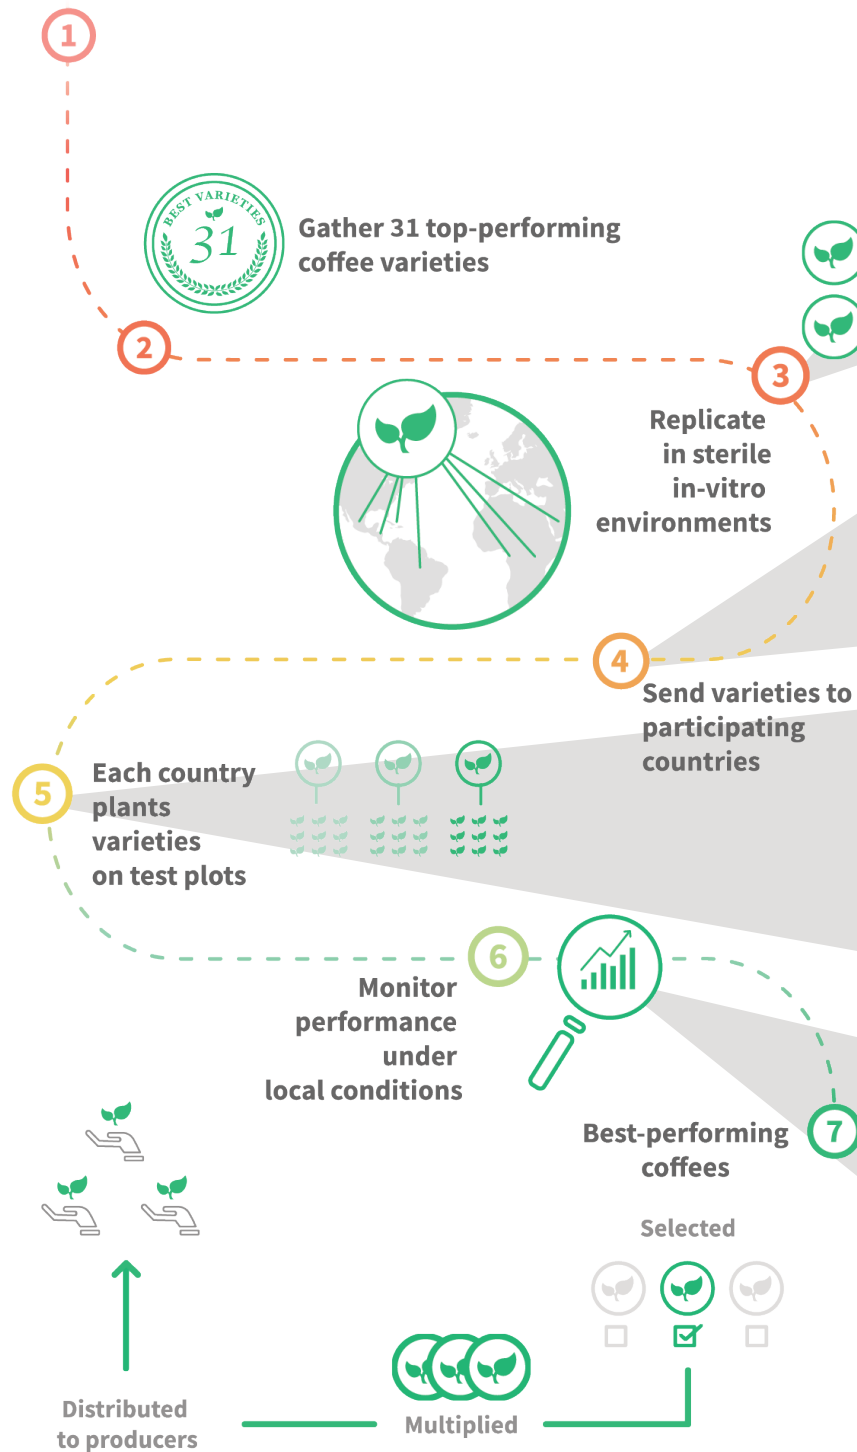 1
BEST VARIETIES
31
Gather 31 top-performing
coffee varieties
2
3
Replicate
in sterile
in-vitro
environments
4
Send varieties to
participating
countries
5
Each country
plants
varieties
on test plots
6
Monitor
performance
under
local conditions
7
Best-performing
coffees
Selected
Multiplied
Distributed
to producers